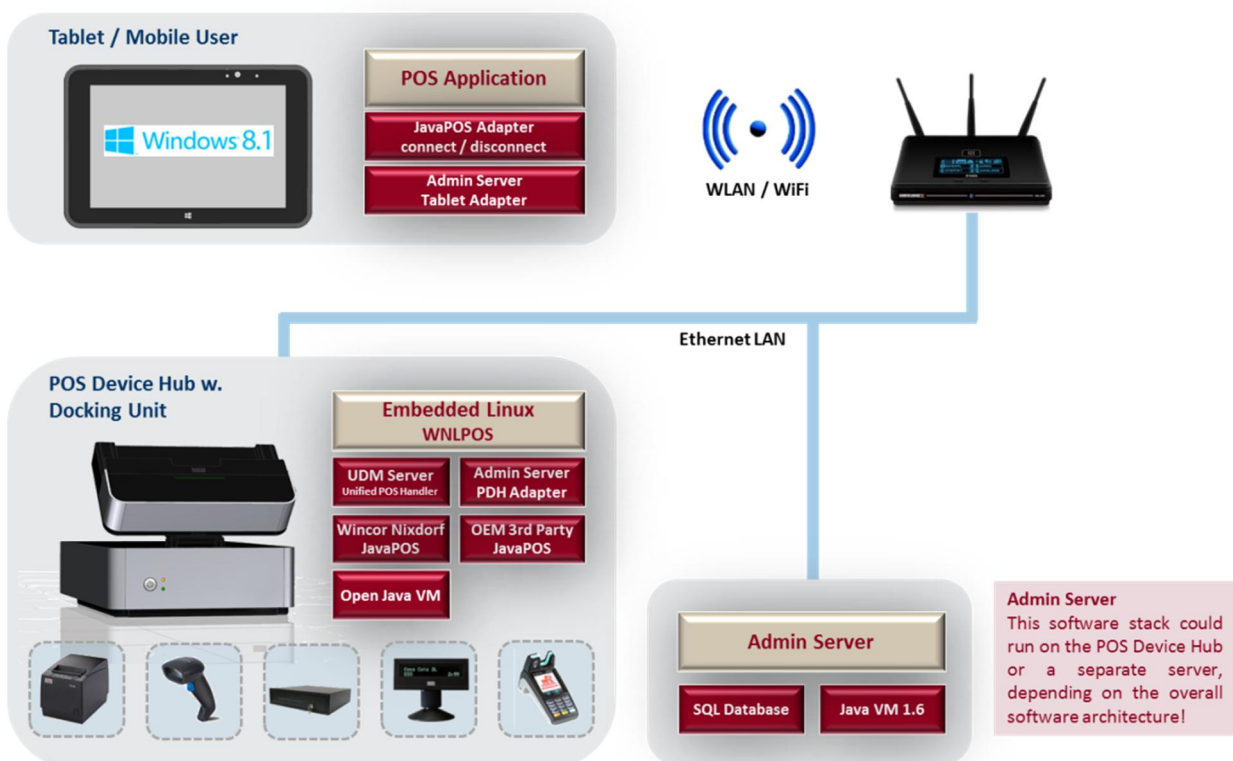 Tablet / Mobile User
Windows 8.1
POS Application
JavaPOS Adapter
connect / disconnect
Admin Server
Tablet Adapter
WLAN / WiFi
Ethernet LAN
POS Device Hub w.
Docking Unit
Embedded Linux
WNLPOS
UDM Server
Unified POS Handler
Admin Server
PDH Adapter
Wincor Nixdorf
JavaPOS
OEM 3rd Party
JavaPOS
Open Java VM
Admin Server
SQL Database
Java VM 1.6
Admin Server
This software stack could
run on the POS Device Hub
or a separate server,
depending on the overall
software architecture!